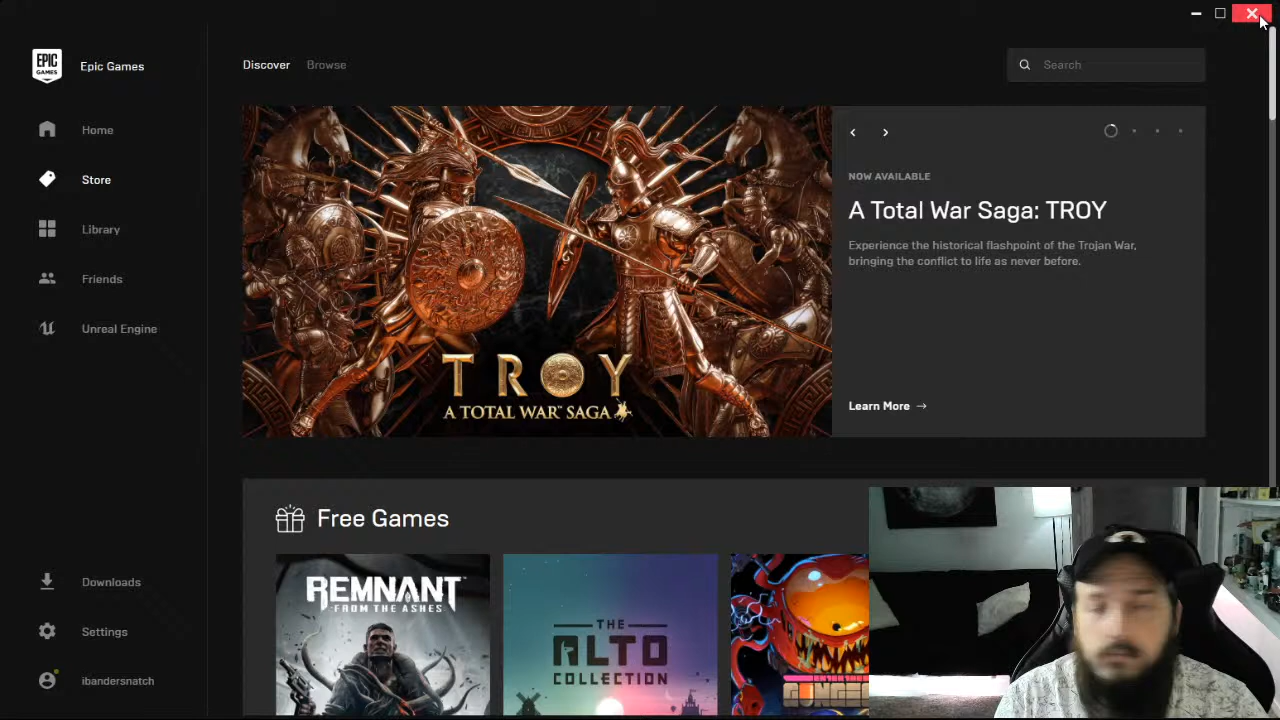 EPIC
GAMES
Epic Games
Home
Store
Library
Friends
Unreal Engine
Downloads
Settings
ibandersnatch
Discover
Browse
Search
TROY
A TOTAL WAR SAGA
NOW AVAILABLE
A Total War Saga: TROY
Experience the historical flashpoint of the Trojan War,
bringing the conflict to life as never before.
Learn More
Free Games
REMNANT
FROM THE ASHES
THE
ALTO
COLLECTION